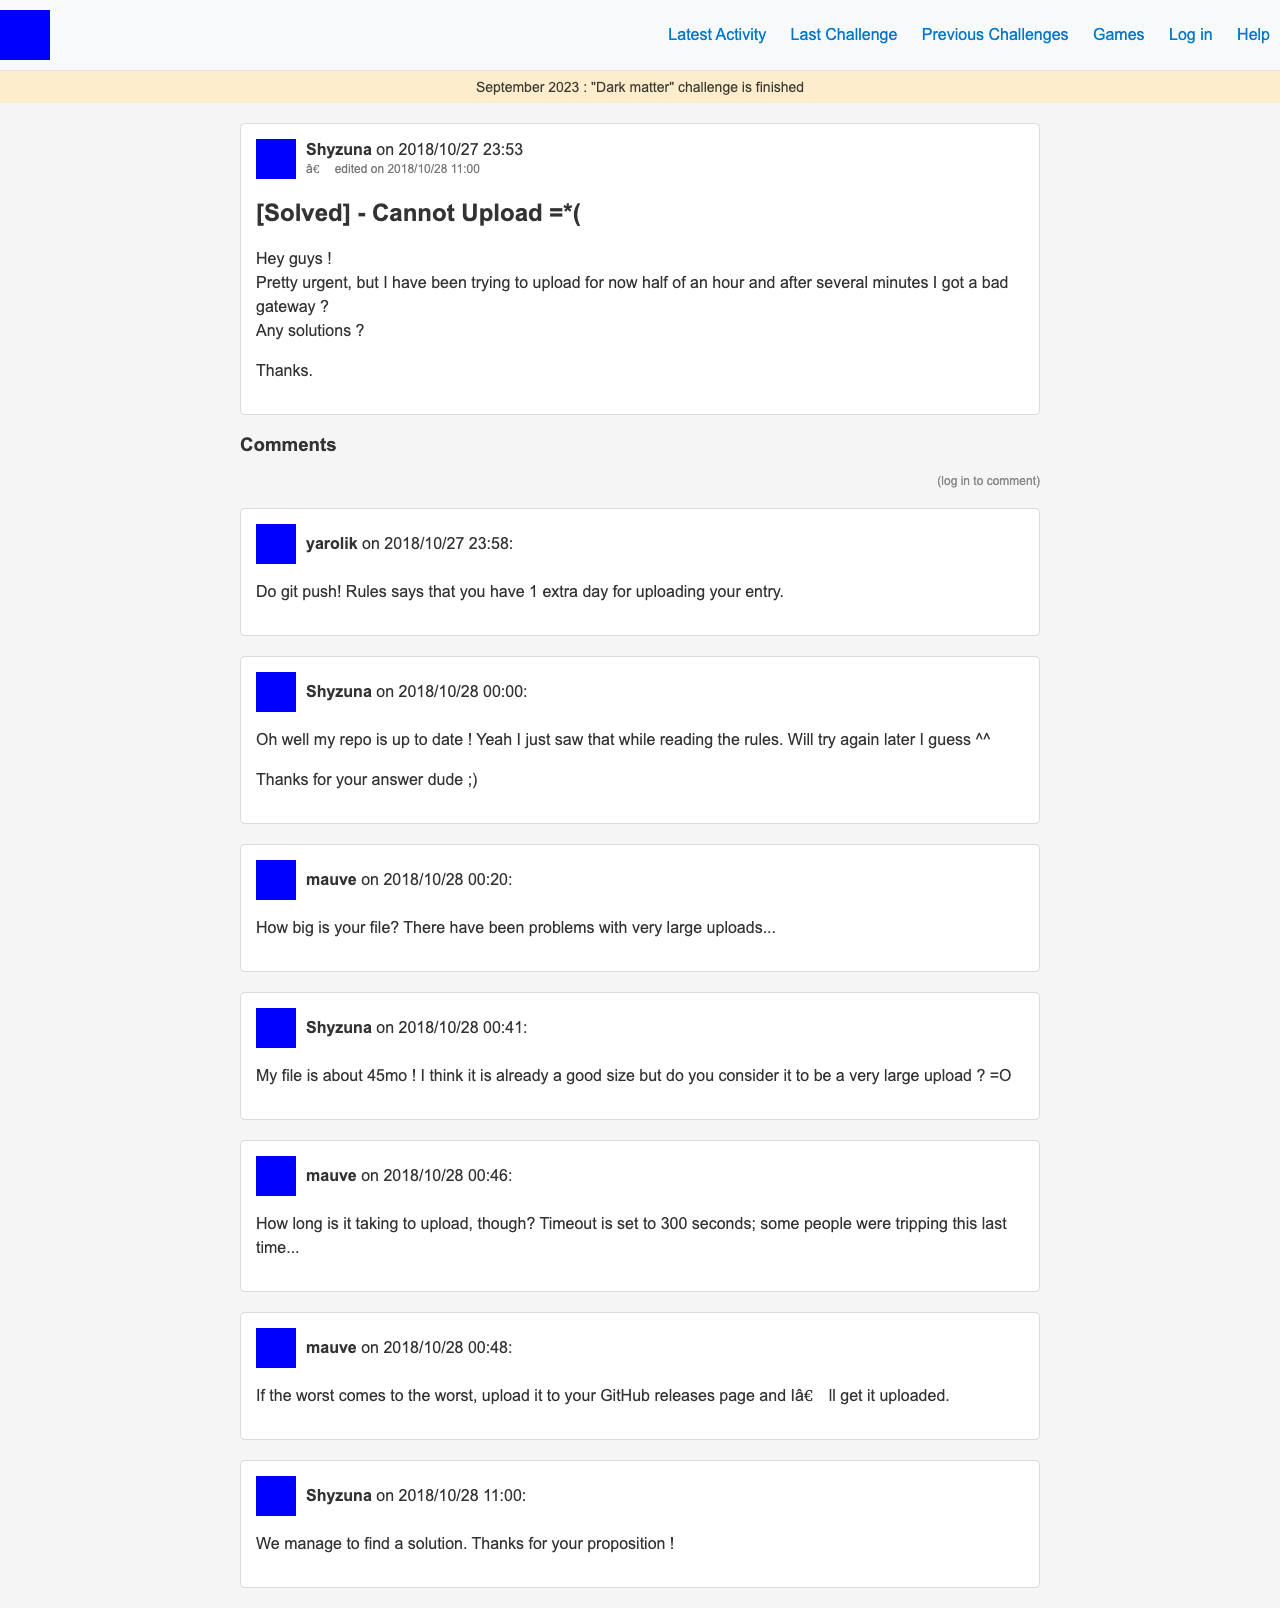 Latest Activity Last Challenge Previous Challenges Games Log in Help
September 2023 : "Dark matter" challenge is finished
Shyzuna on 2018/10/27 23:53
â€ edited on 2018/10/28 11:00
[Solved] - Cannot Upload =*(
Hey guys !
Pretty urgent, but I have been trying to upload for now half of an hour and after several minutes I got a bad
gateway ?
Any solutions ?
Thanks.
Comments
(log in to comment)
yarolik on 2018/10/27 23:58:
Do git push! Rules says that you have 1 extra day for uploading your entry.
Shyzuna on 2018/10/28 00:00:
Oh well my repo is up to date ! Yeah I just saw that while reading the rules. Will try again later I guess ^^
Thanks for your answer dude ;)
mauve on 2018/10/28 00:20:
How big is your file? There have been problems with very large uploads...
Shyzuna on 2018/10/28 00:41:
My file is about 45mo ! I think it is already a good size but do you consider it to be a very large upload ? =O
mauve on 2018/10/28 00:46:
How long is it taking to upload, though? Timeout is set to 300 seconds; some people were tripping this last
time...
mauve on 2018/10/28 00:48:
If the worst comes to the worst, upload it to your GitHub releases page and Iâ€ ll get it uploaded.
Shyzuna on 2018/10/28 11:00:
We manage to find a solution. Thanks for your proposition !